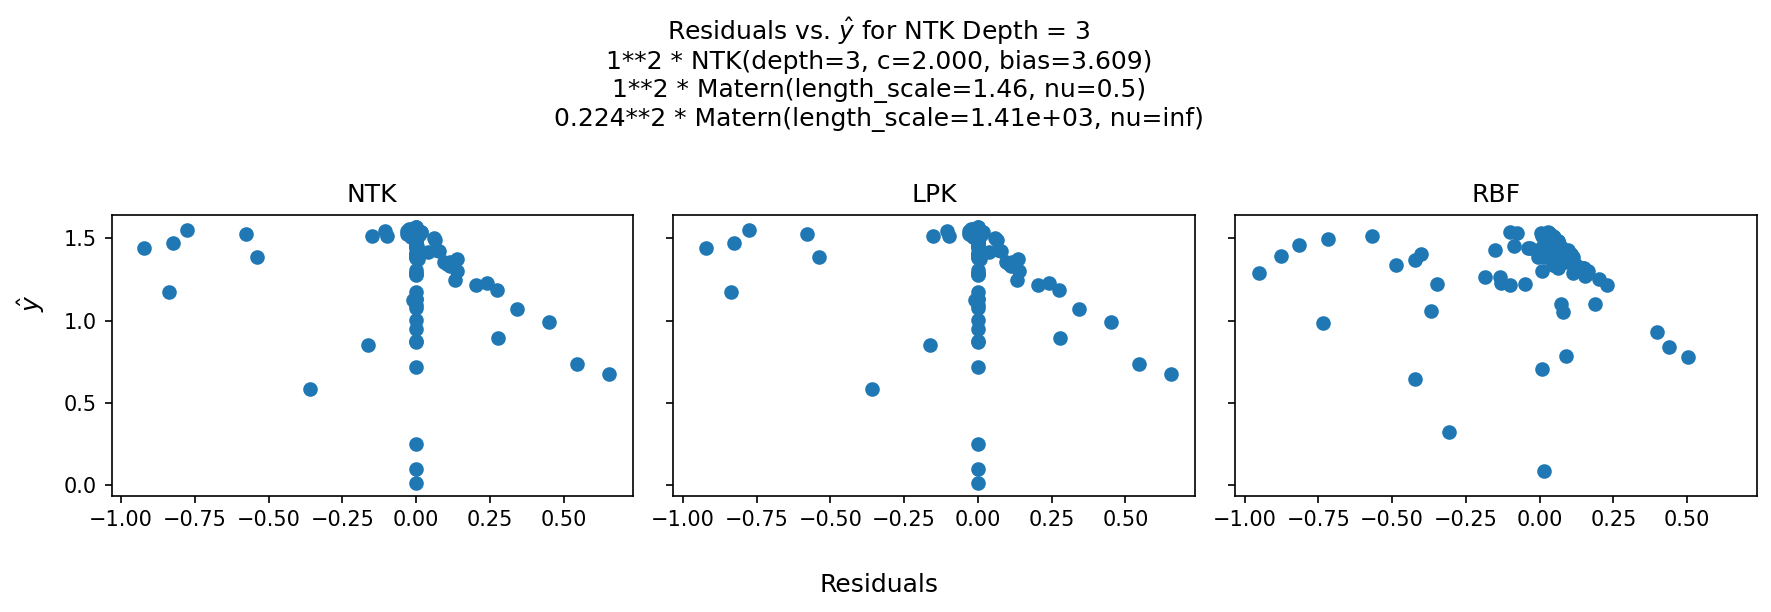 Residuals vs. ŷ for NTK Depth = 3
1**2 * NTK(depth=3, c=2.000, bias=3.609)
1**2 * Matern(length_scale=1.46, nu=0.5)
0.224**2 * Matern(length_scale=1.41e+03, nu=inf)
NTK
LPK
RBF
ŷ
1.5
1.0
0.5
0.0
−1.00 −0.75 −0.50 −0.25 0.00 0.25 0.50
−1.00 −0.75 −0.50 −0.25 0.00 0.25 0.50
−1.00 −0.75 −0.50 −0.25 0.00 0.25 0.50
Residuals